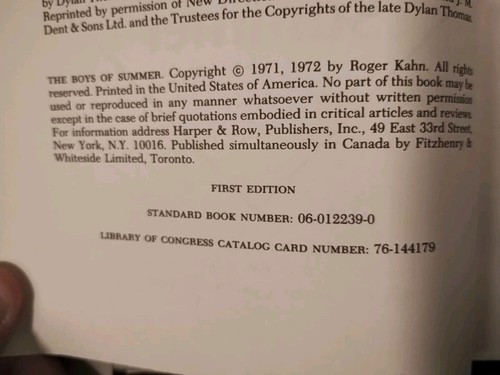 by Dylan
Reprinted by permission of New J. M.
Dent & Sons Ltd. and the Trustees for the Copyrights of the late Dylan Thomas.
THE BOYS OF SUMMER. Copyright © 1971, 1972 by Roger Kahn. All rights
reserved. Printed in the United States of America. No part of this book may be
used or reproduced in any manner whatsoever without written permission
except in the case of brief quotations embodied in critical articles and reviews.
For information address Harper & Row, Publishers, Inc., 49 East 33rd Street,
New York, N.Y. 10016. Published simultaneously in Canada by Fitzhenry &
Whiteside Limited, Toronto.
FIRST EDITION
STANDARD BOOK NUMBER: 06-012239-0
LIBRARY OF CONGRESS CATALOG CARD NUMBER: 76-144179